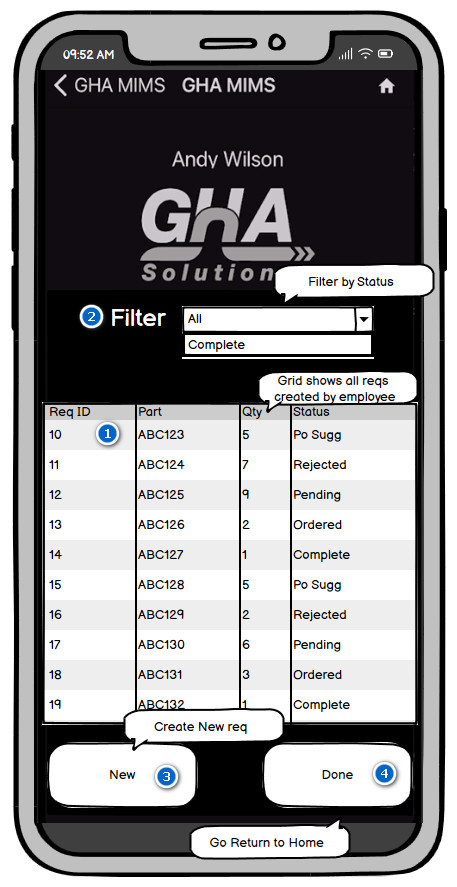 09:52 AM
GHA MIMS GHA MIMS
Andy Wilson
GHA
Solution
Filter by Status
2 Filter All
Complete
Grid shows all reqs
created by employee
Req ID Part Qty Status
10 1 ABC123 5 Po Sugg
11 ABC124 7 Rejected
12 ABC125 9 Pending
13 ABC126 2 Ordered
14 ABC127 1 Complete
15 ABC128 5 Po Sugg
16 ABC129 2 Rejected
17 ABC130 6 Pending
18 ABC131 3 Ordered
19 ABC132 1 Complete
Create New req
New 3 Done 4
Go Return to Home